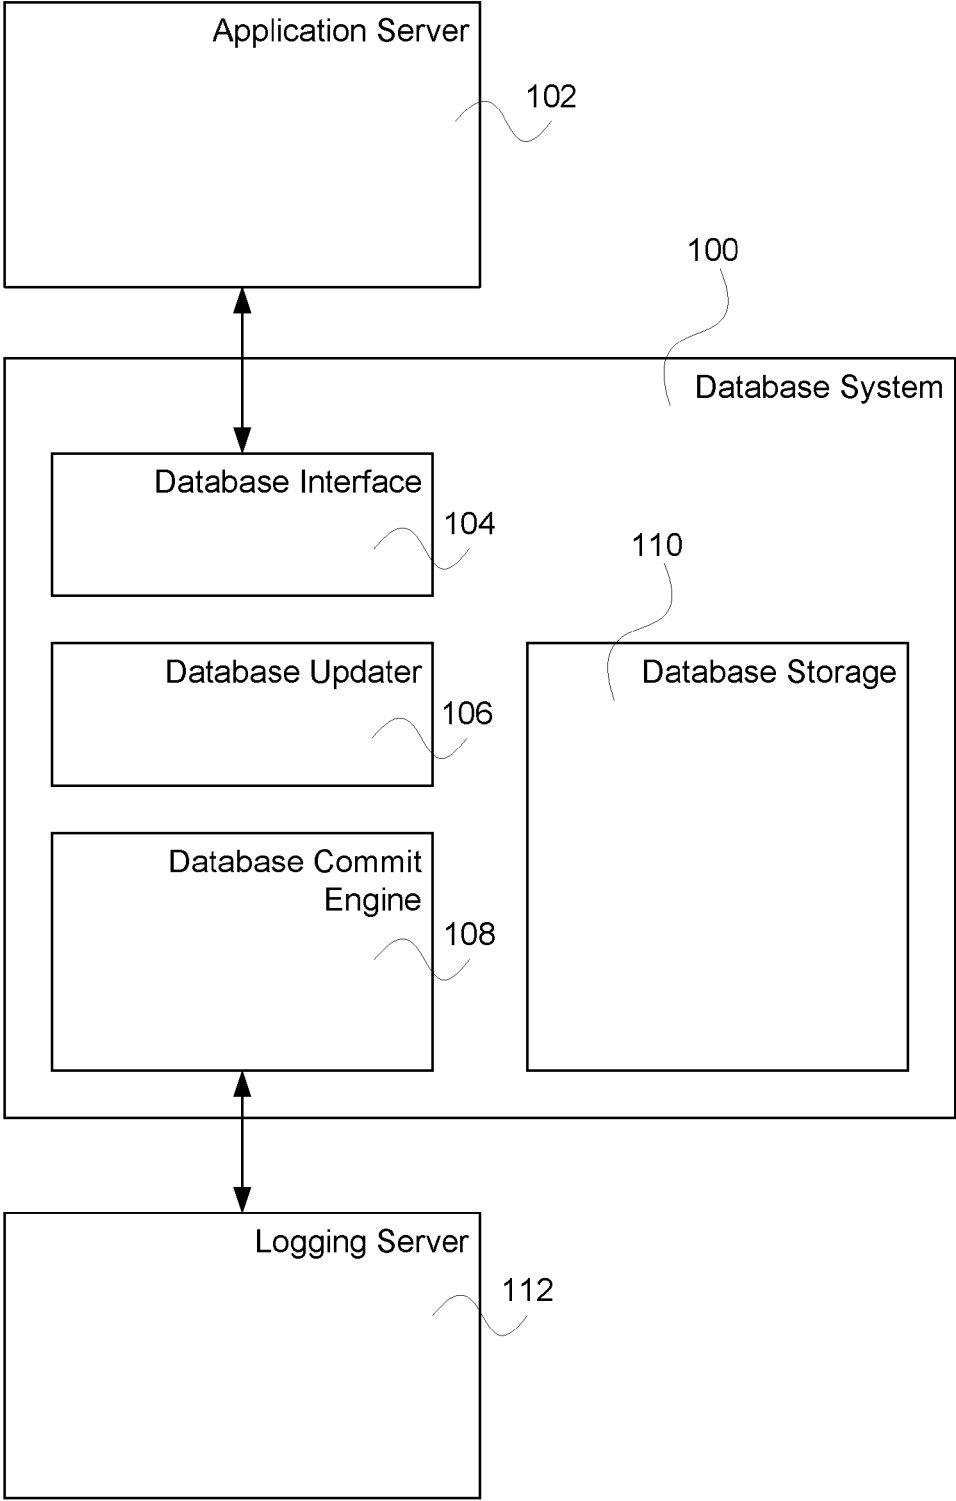 Application Server
102
100
Database System
Database Interface
104
110
Database Updater
Database Storage
106
Database Commit
Engine
108
Logging Server
112